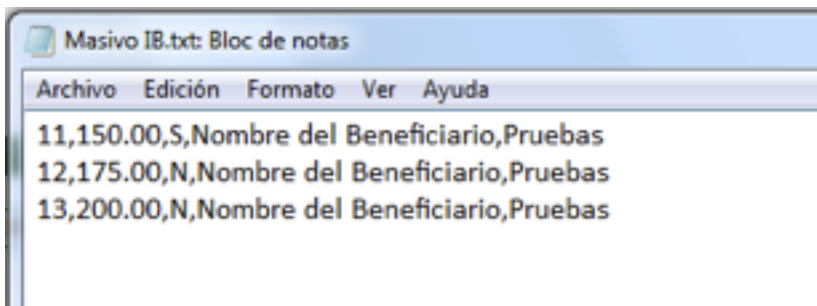 Masivo IB.txt: Bloc de notas
Archivo Edición Formato Ver Ayuda
11,150.00,S,Nombre del Beneficiario,Pruebas
12,175.00,N,Nombre del Beneficiario,Pruebas
13,200.00,N,Nombre del Beneficiario,Pruebas